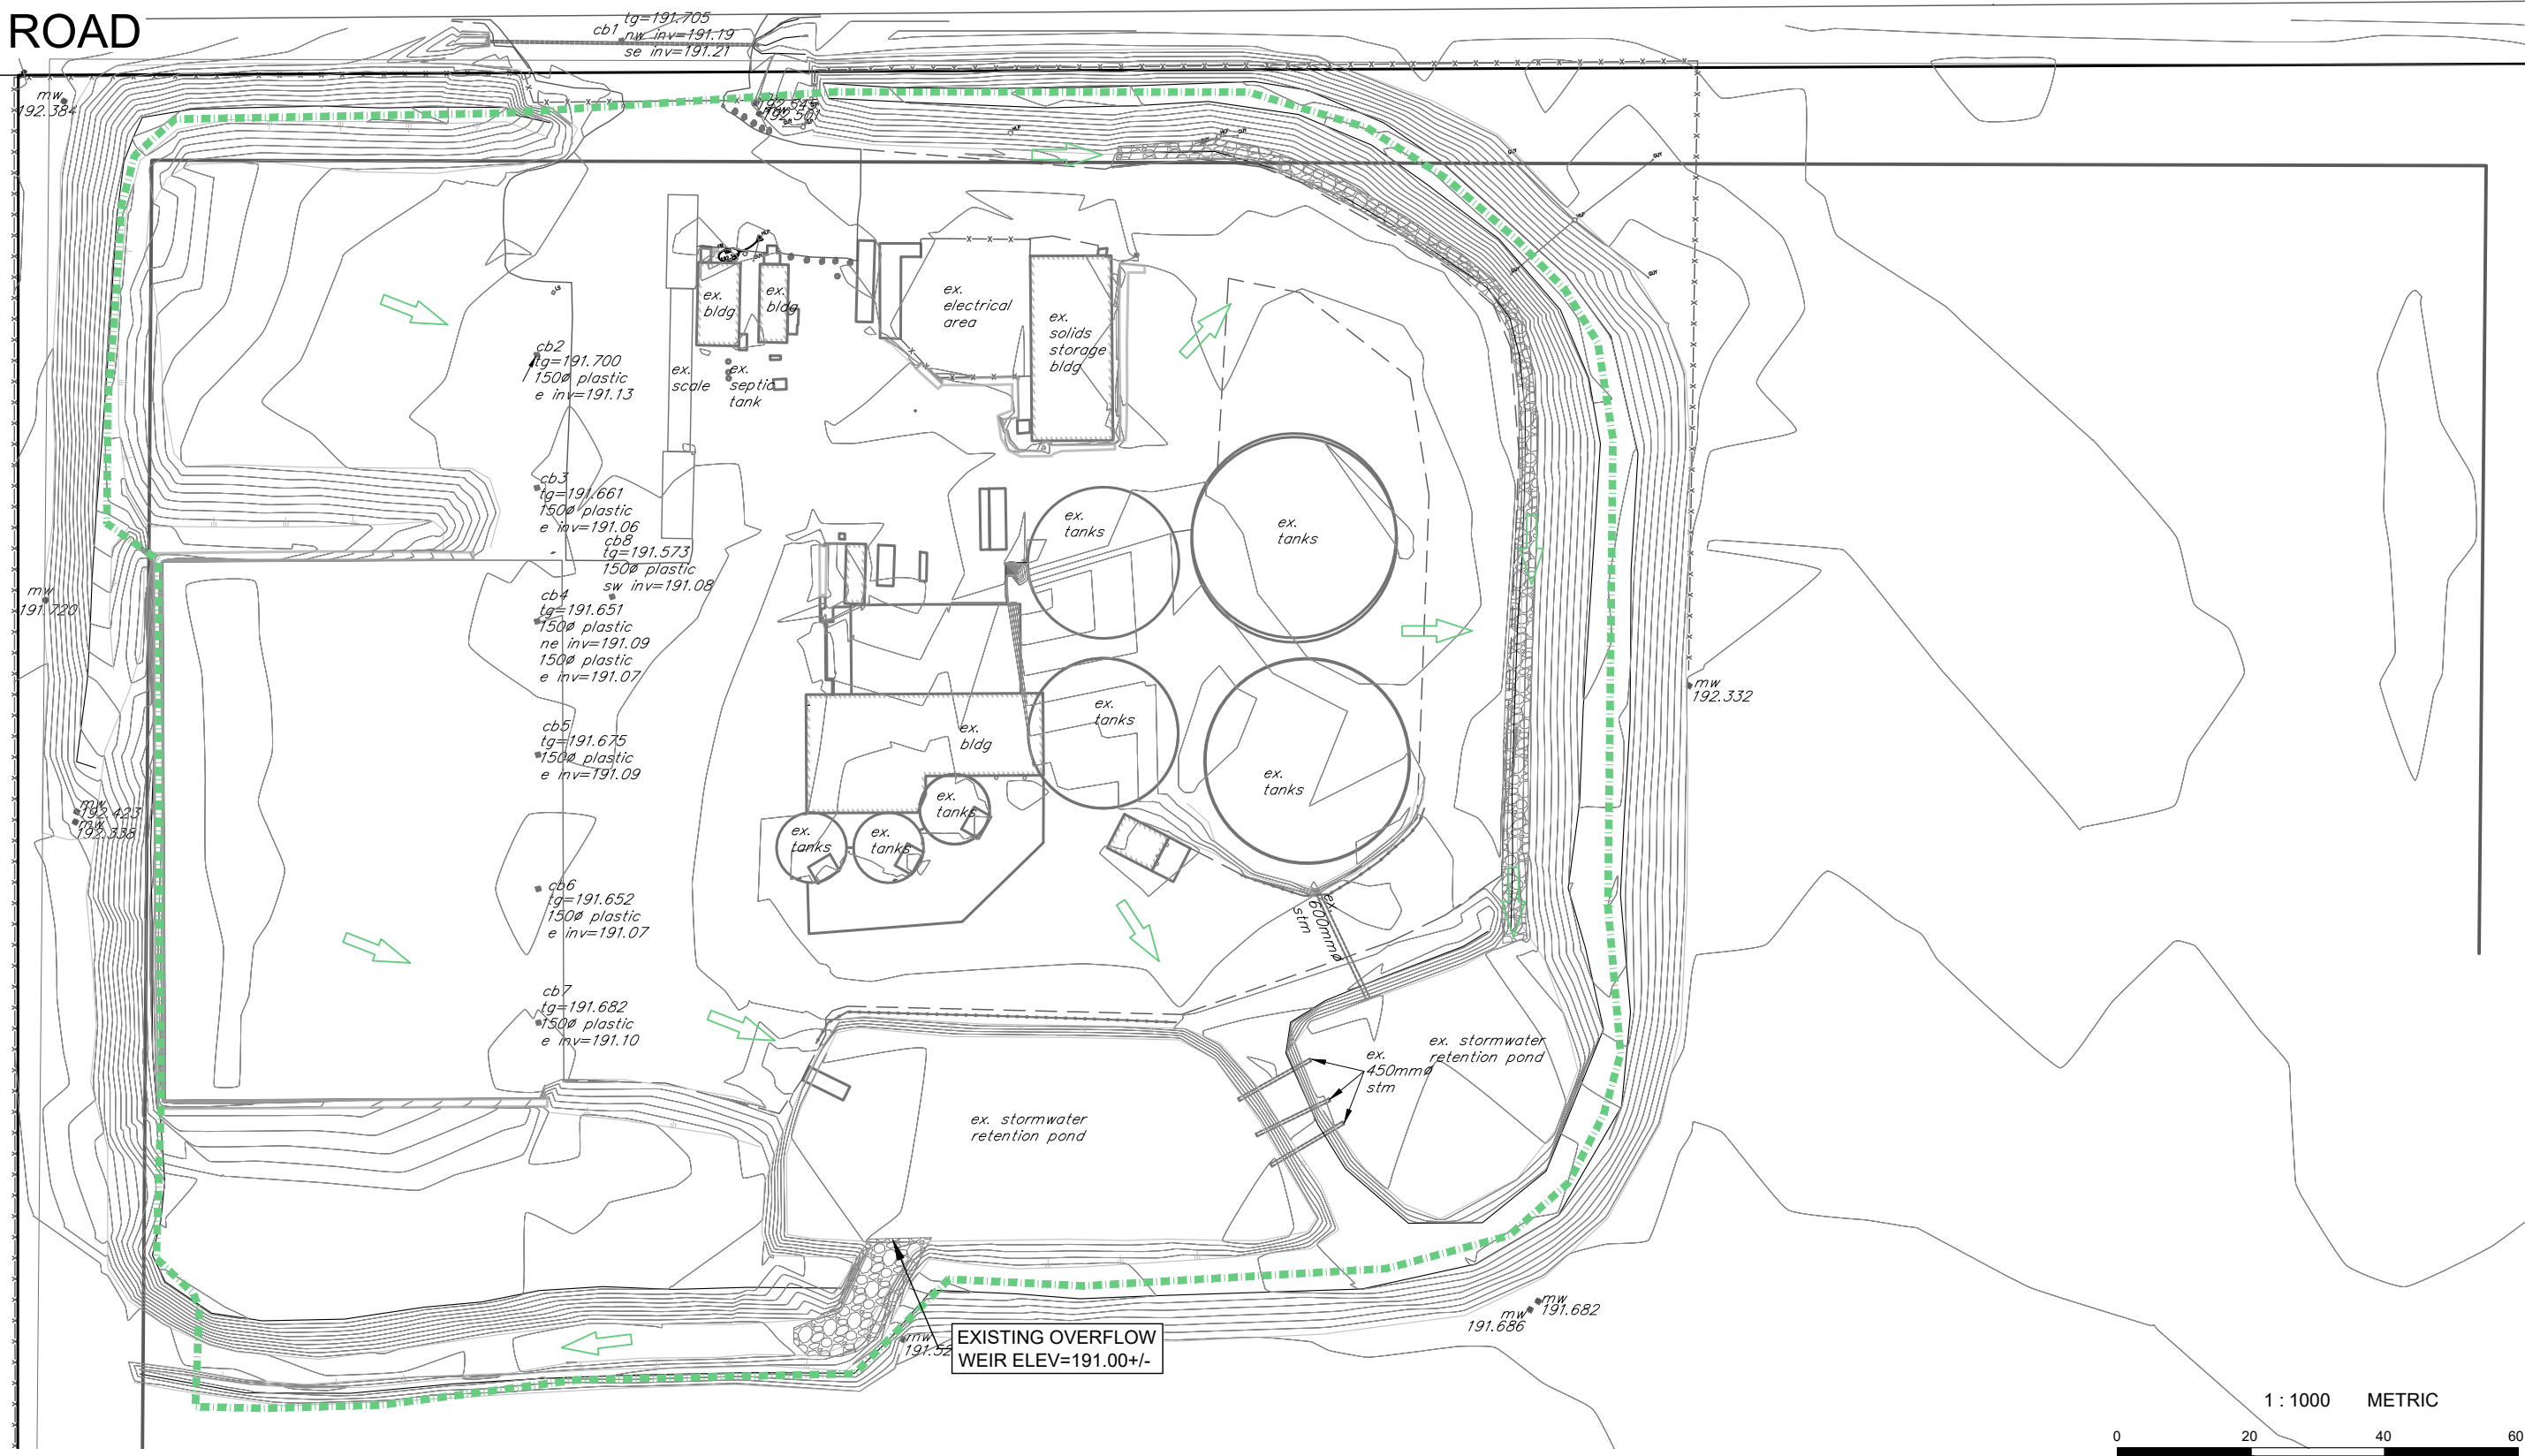 ROAD
tg=191.705
cb1 nw inv=191.19
se inv=191.21
mw
192.384
192.645
mw
ex.
bldg
ex.
bldg
ex.
electrical
area
ex.
solids
storage
bldg
cb2
tg=191.700
150ø plastic
e inv=191.13
ex.
scale
ex.
septic
tank
cb3
tg=191.661
150ø plastic
e inv=191.06
cb8
tg=191.573
150ø plastic
sw inv=191.08
ex.
tanks
ex.
tanks
mw
191.720
cb4
tg=191.651
150ø plastic
ne inv=191.09
150ø plastic
e inv=191.07
mw
192.332
cb5
tg=191.675
150ø plastic
e inv=191.09
ex.
bldg
ex.
tanks
ex.
tanks
mw
192.423
mw
192.338
ex.
tanks
ex.
tanks
ex.
tanks
cb6
tg=191.652
150ø plastic
e inv=191.07
ex.
600mmø
stm
cb7
tg=191.682
150ø plastic
e inv=191.10
ex. stormwater
retention pond
ex.
450mmø
stm
ex. stormwater
retention pond
mw
191.682
mw
191.686
mw
191.52
EXISTING OVERFLOW
WEIR ELEV=191.00+/-
1 : 1000 METRIC
0 20 40 60